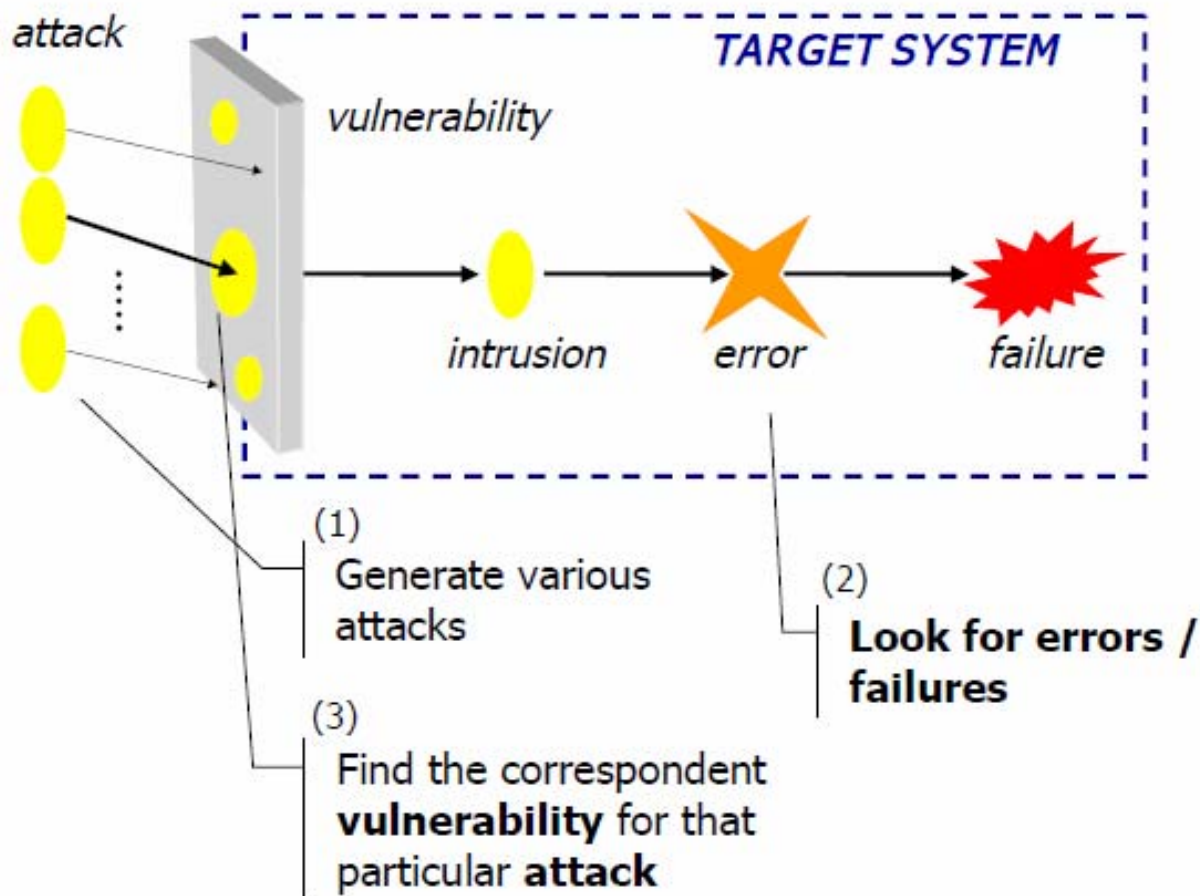 attack
TARGET SYSTEM
vulnerability
intrusion
error
failure
(1)
Generate various
attacks
(2)
Look for errors /
failures
(3)
Find the correspondent
vulnerability for that
particular attack